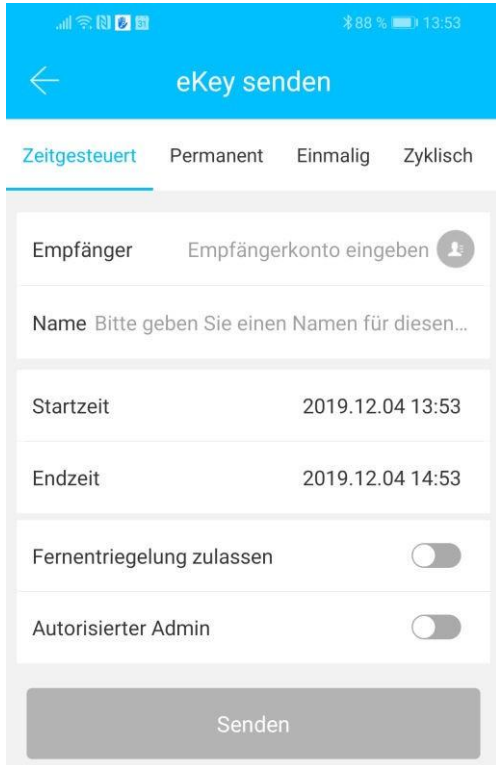 88 % 13:53
eKey senden
Zeitgesteuert Permanent Einmalig Zyklisch
Empfänger Empfängerkonto eingeben
Name Bitte geben Sie einen Namen für diesen...
Startzeit 2019.12.04 13:53
Endzeit 2019.12.04 14:53
Fernentriegelung zulassen
Autorisierter Admin
Senden